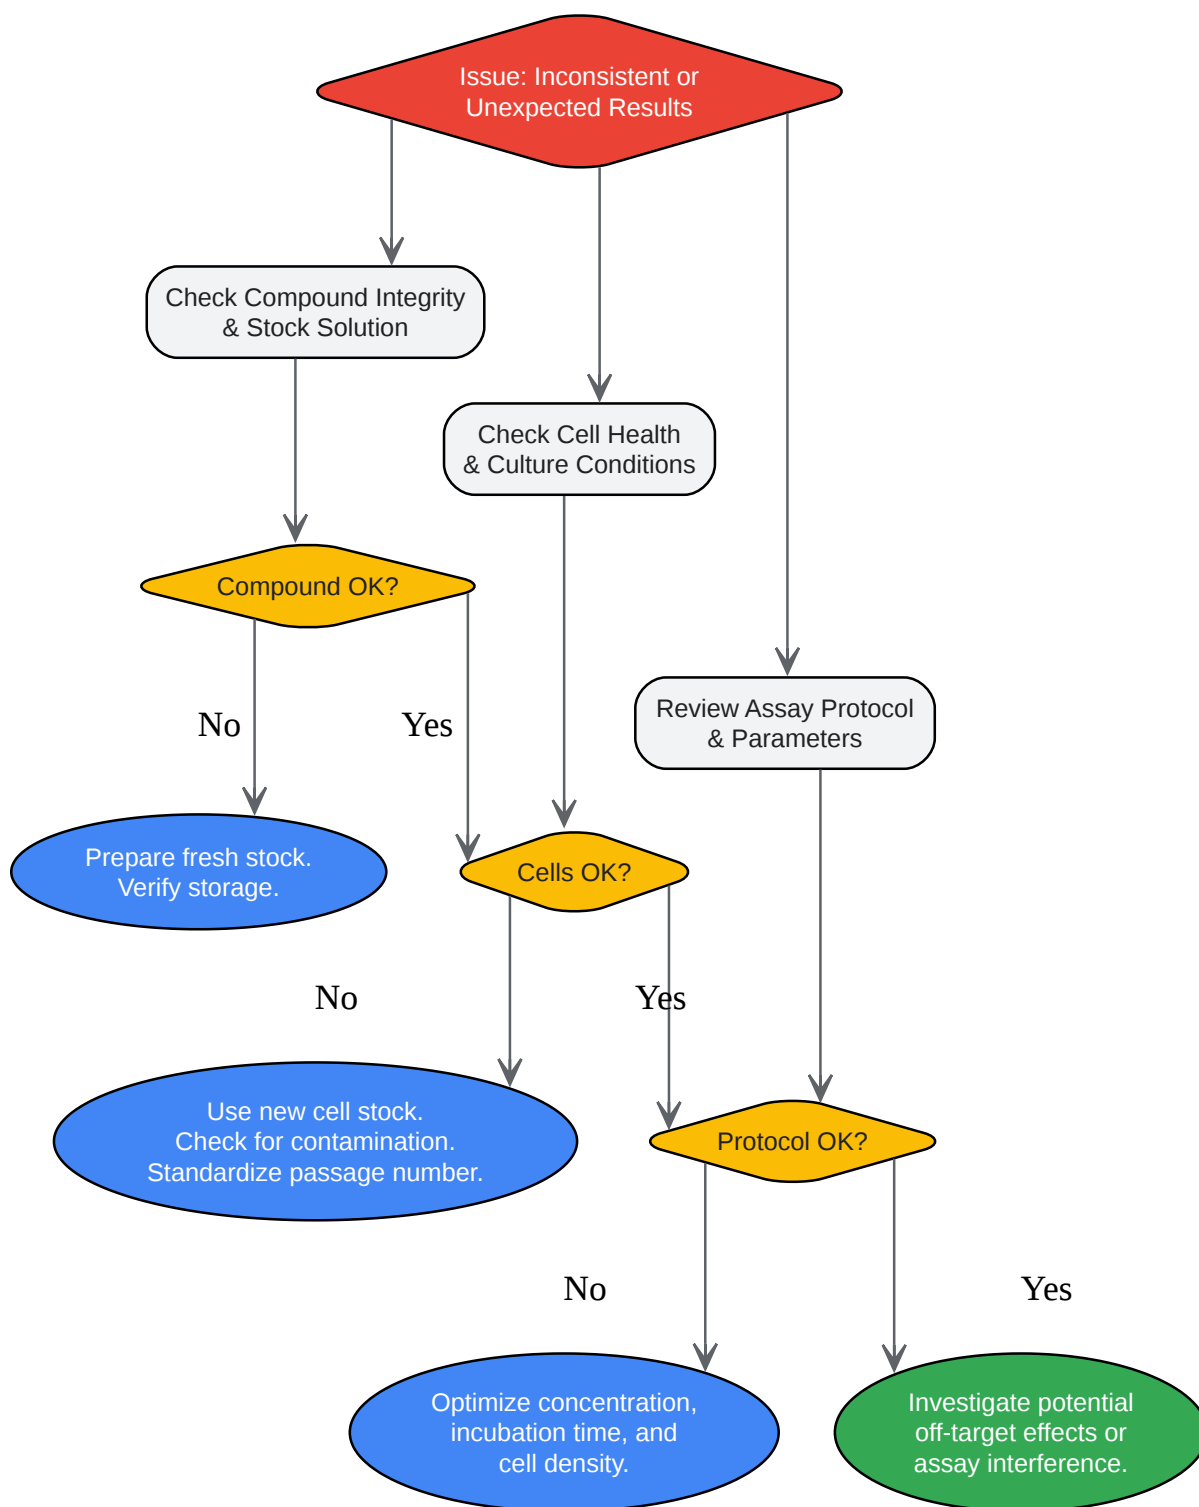 Issue: Inconsistent or
Unexpected Results
Check Compound Integrity
& Stock Solution
Check Cell Health
& Culture Conditions
Compound OK?
No
Yes
Review Assay Protocol
& Parameters
Prepare fresh stock.
Verify storage.
Cells OK?
No
Yes
Use new cell stock.
Check for contamination.
Standardize passage number.
Protocol OK?
No
Yes
Optimize concentration,
incubation time, and
cell density.
Investigate potential
off-target effects or
assay interference.